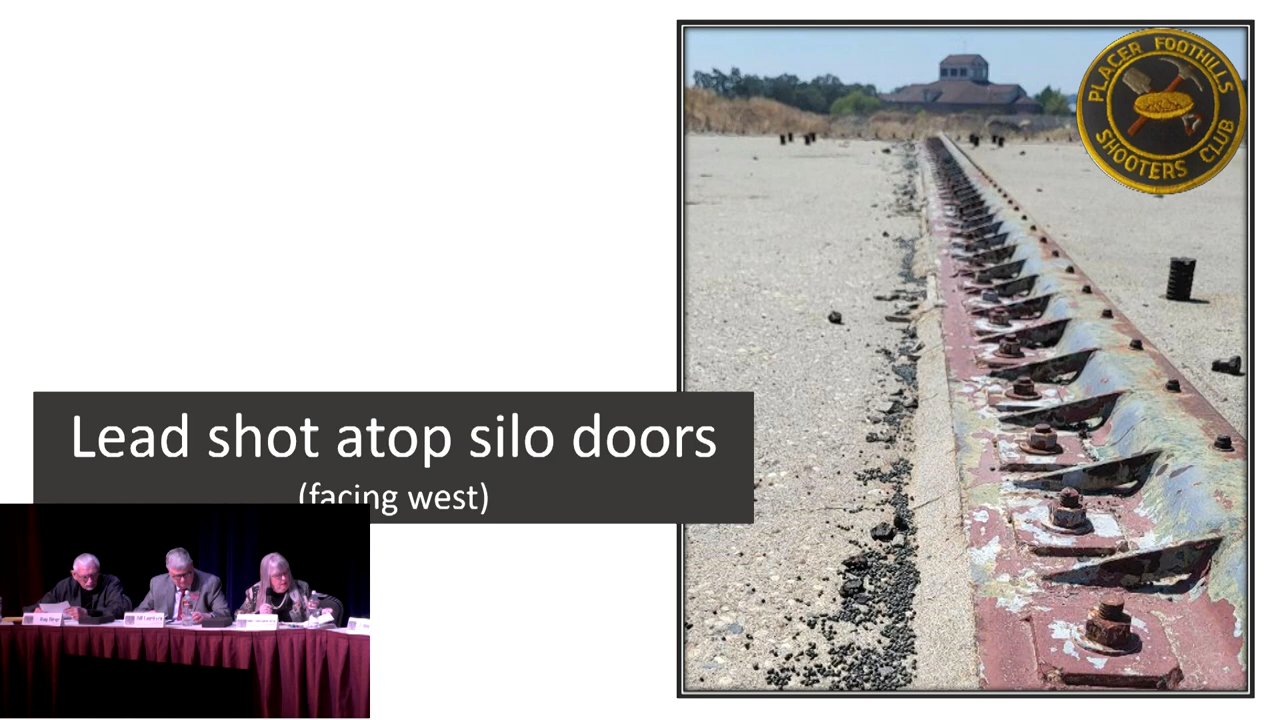 PLACER FOOTHILLS
SHOOTERS CLUB
Lead shot atop silo doors
(facing west)